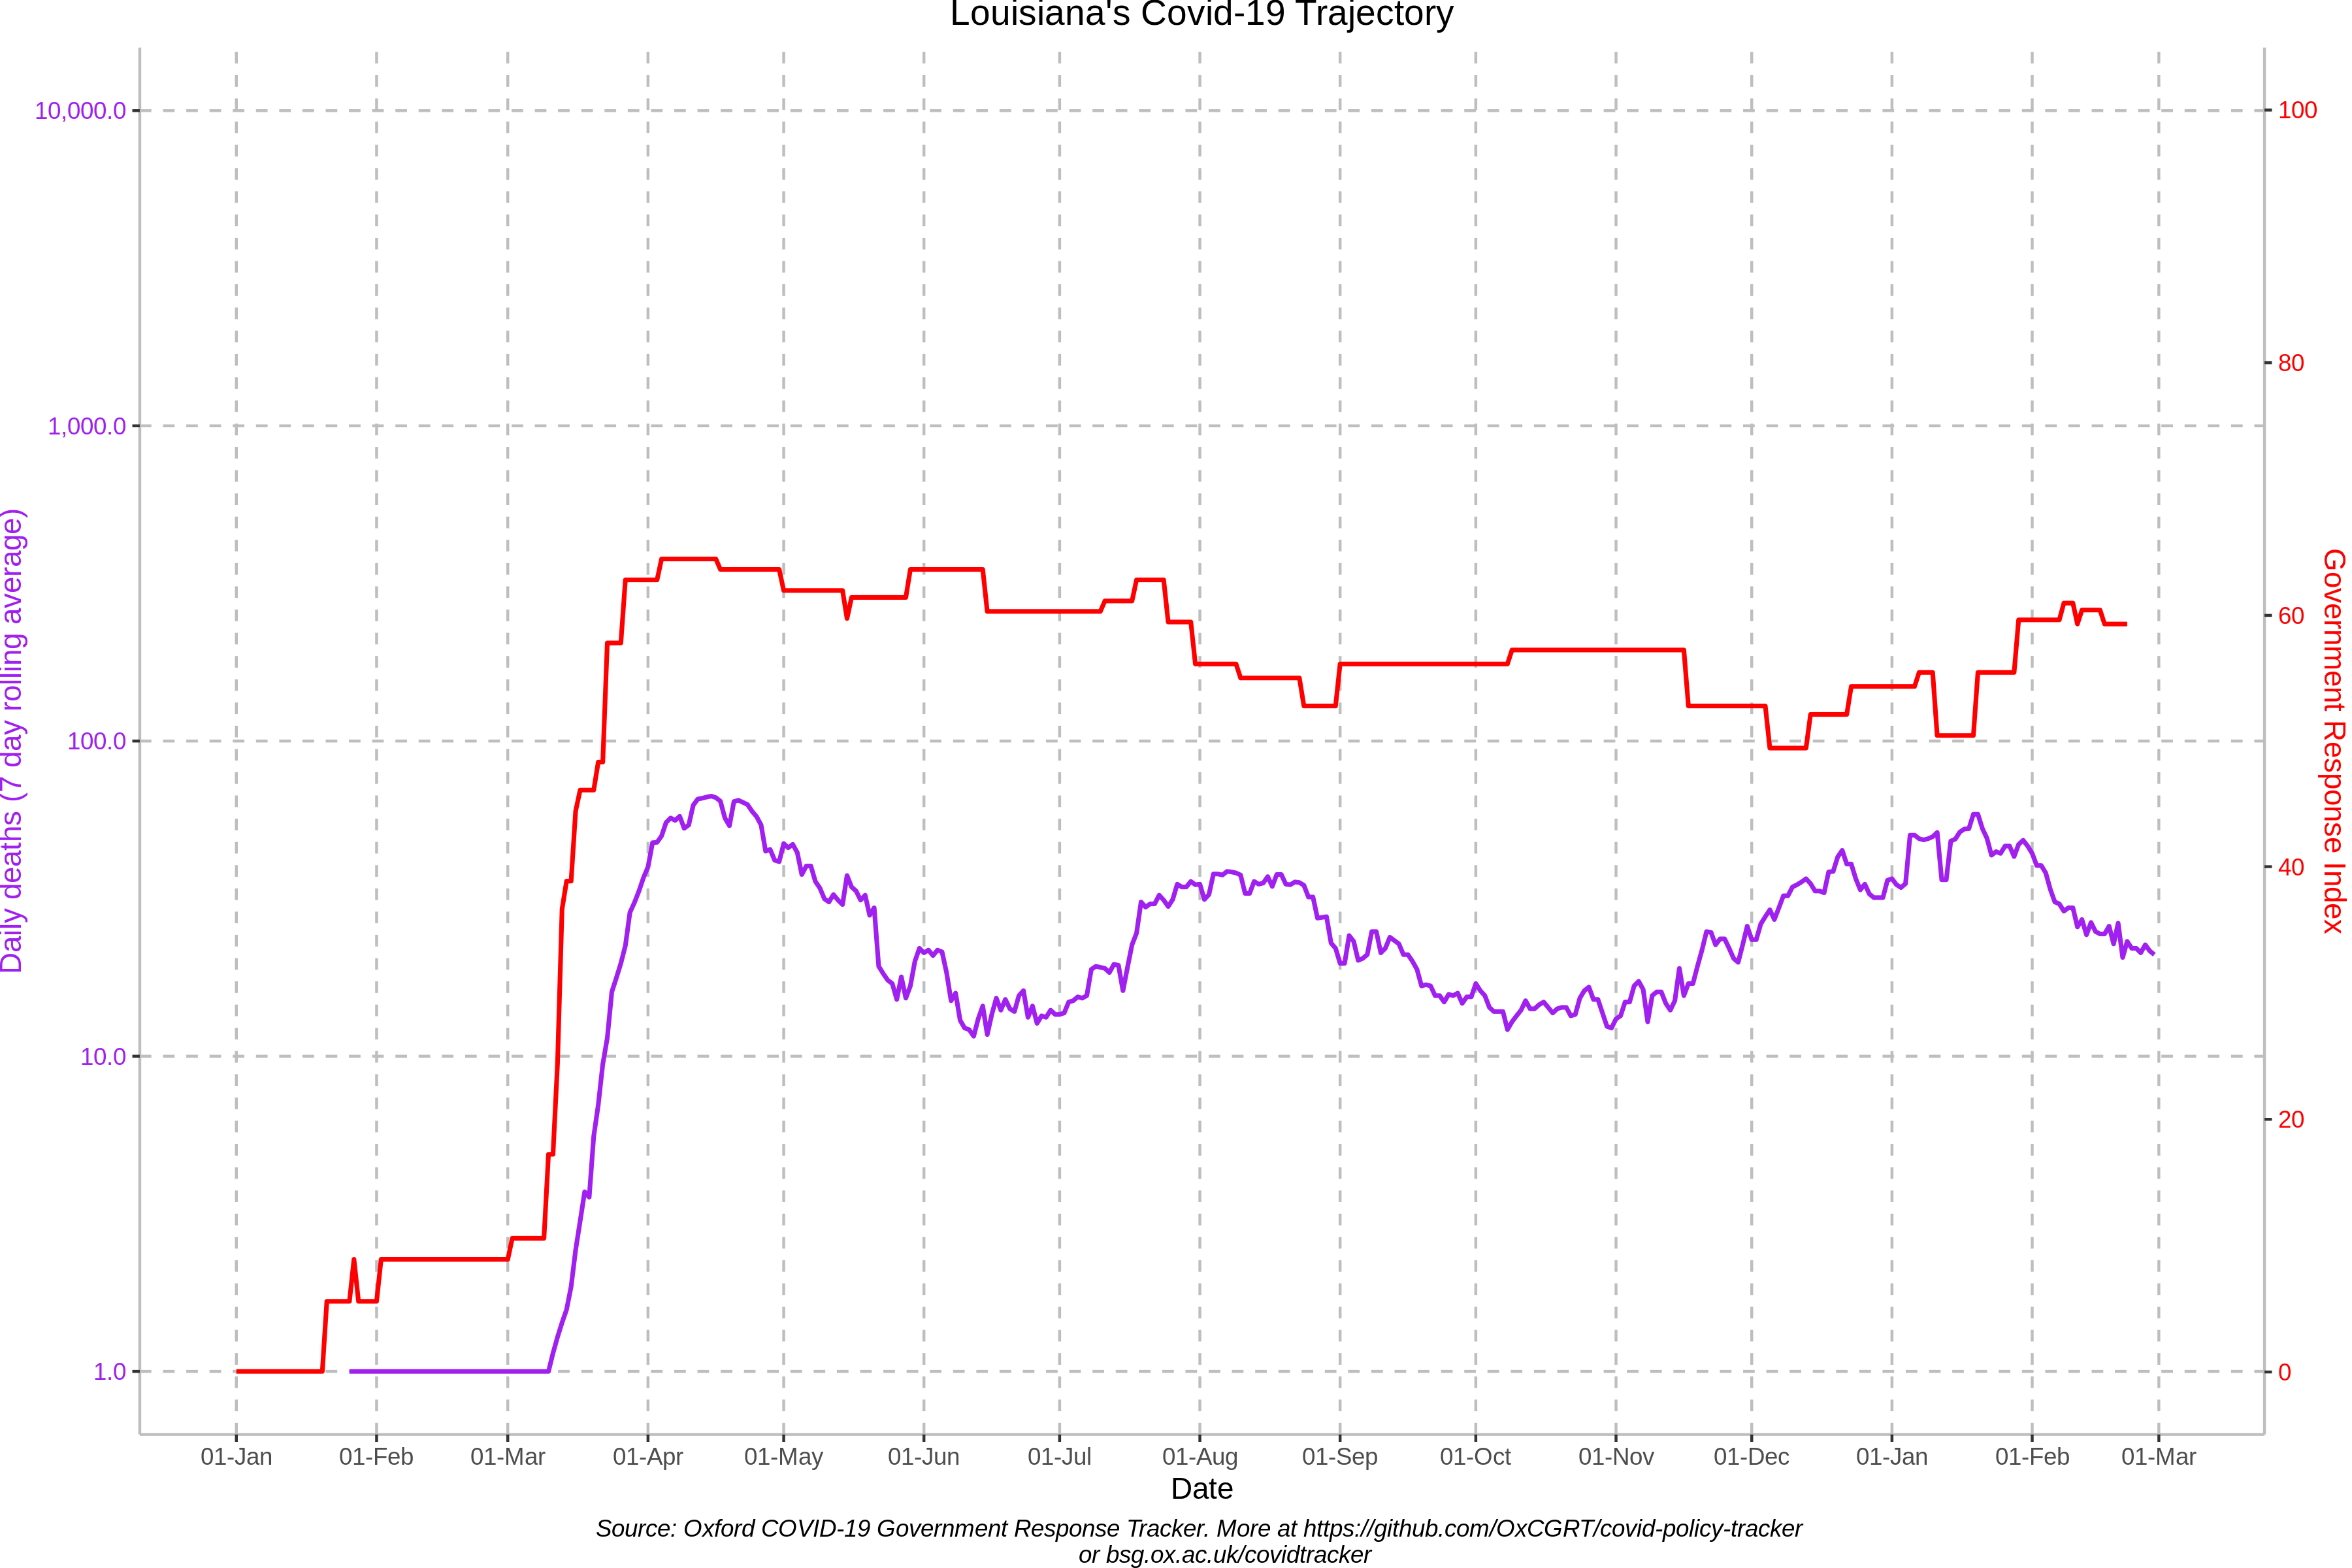 Louisiana's Covid-19 Trajectory
10,000.0
1,000.0
100.0
10.0
1.0
Daily deaths (7 day rolling average)
100
80
60
40
20
0
Government Response Index
01-Jan
01-Feb
01-Mar
01-Apr
01-May
01-Jun
01-Jul
01-Aug
01-Sep
01-Oct
01-Nov
01-Dec
01-Jan
01-Feb
01-Mar
Date
Source: Oxford COVID-19 Government Response Tracker. More at https://github.com/OxCGRT/covid-policy-tracker
or bsg.ox.ac.uk/covidtracker